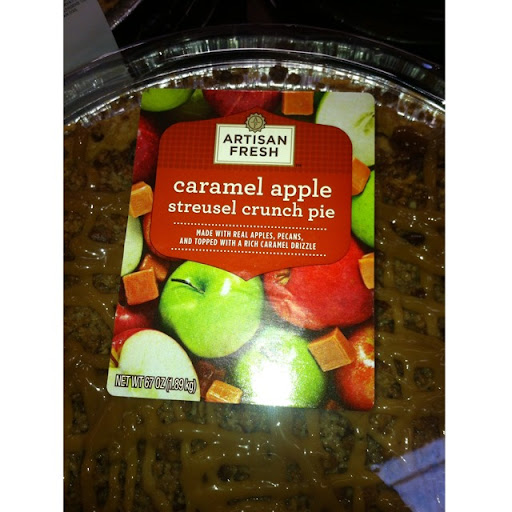 ARTISAN
FRESH
caramel apple
streusel crunch pie
MADE WITH REAL APPLES, PECANS,
AND TOPPED WITH A RICH CARAMEL DRIZZLE
NET WT 67 OZ (1.89 kg)